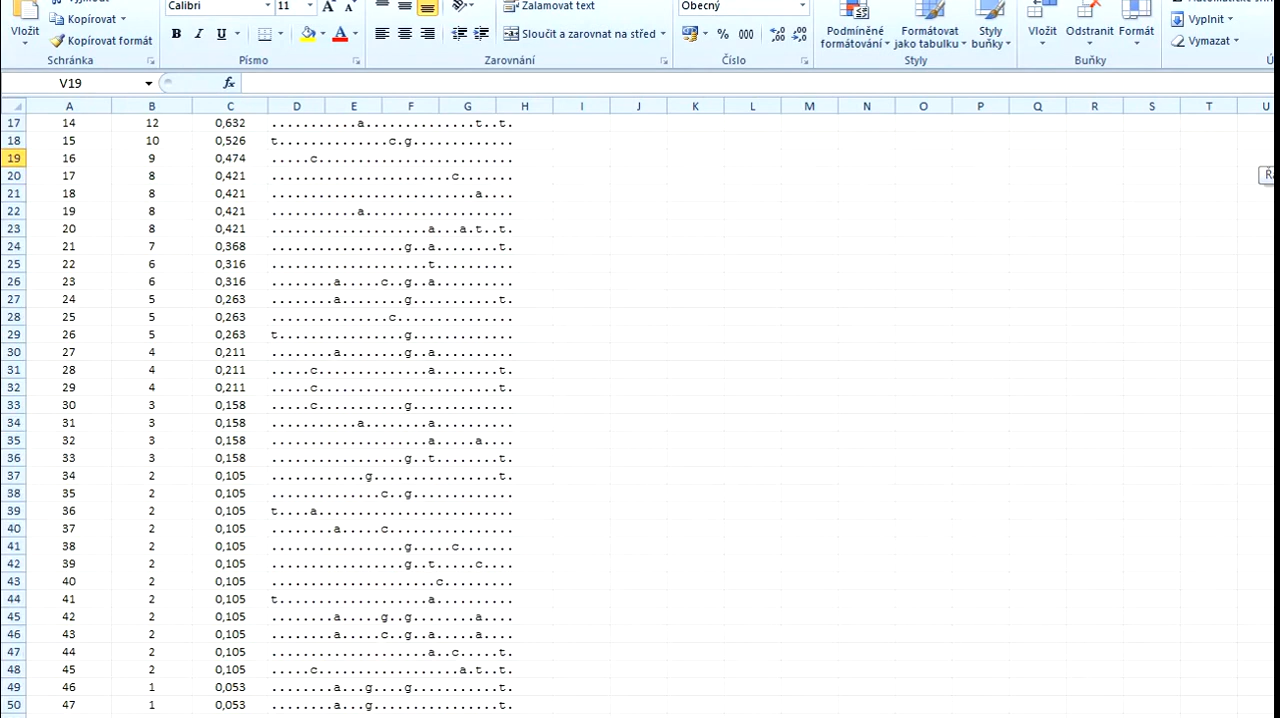 Calibri 11 A A Zalamovat text Obecný
Vložit Kopírovat Kopírovat formát
B I U A Sloučit a zarovnat na střed % 000 Podmíněné formátování Formátovat jako tabulku Styly buňky Vložit Odstranit Formát Vyplnit Vymazat
Schránka Písmo Zarovnání Číslo Styly Buňky
V19 fx
A B C D E F G H I J K L M N O P Q R S T U
17 14 12 0,632 ...........a..............t..t.
18 15 10 0,526 t..............c.g.............
19 16 9 0,474 .....c.........................
20 17 8 0,421 .......................c.......
21 18 8 0,421 ..........................a....
22 19 8 0,421 ...........a...................
23 20 8 0,421 ....................a...a.t..t.
24 21 7 0,368 .................g..a........t.
25 22 6 0,316 ....................t..........
26 23 6 0,316 ........a.....c..g..a..........
27 24 5 0,263 ........a........g...........t.
28 25 5 0,263 ...............c...............
29 26 5 0,263 t................g.............
30 27 4 0,211 ........a........g..a..........
31 28 4 0,211 .....c..............a........t.
32 29 4 0,211 .....c.......................t.
33 30 3 0,158 .....c...........g.............
34 31 3 0,158 ...........a........a..........
35 32 3 0,158 ....................a.....a....
36 33 3 0,158 .................g..t........t.
37 34 2 0,105 ............g................t.
38 35 2 0,105 ..............c..g.............
39 36 2 0,105 t....a.........................
40 37 2 0,105 ........a.....c................
41 38 2 0,105 .................g.....c.......
42 39 2 0,105 .................g..t.....c....
43 40 2 0,105 .....................c.........
44 41 2 0,105 t...................a..........
45 42 2 0,105 ........a.....g..g........a....
46 43 2 0,105 ........a.....c..g..a.....a....
47 44 2 0,105 ....................a..c.....t.
48 45 2 0,105 .....c..................a.t..t.
49 46 1 0,053 ........a...g....g...........t.
50 47 1 0,053 ........a...g................t.